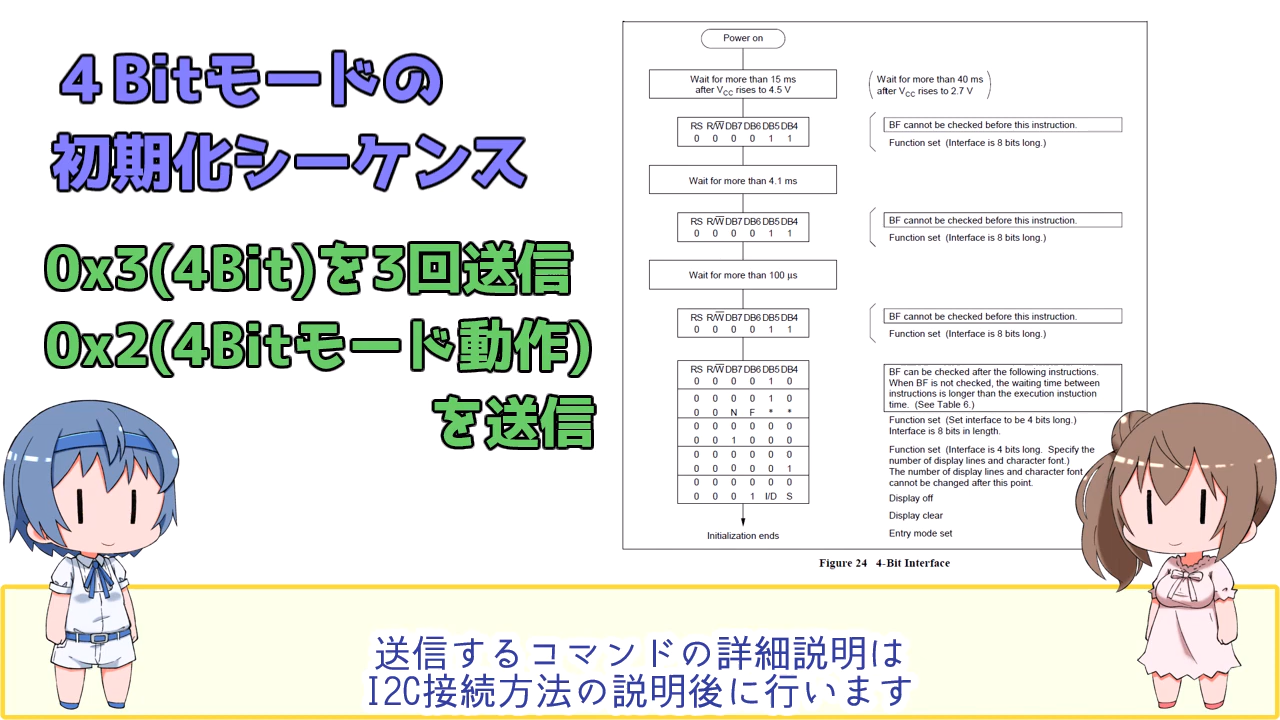 ４Bitモードの
初期化シーケンス
0x3(4Bit)を3回送信
0x2(4Bitモード動作)
を送信
Power on
Wait for more than 15 ms
after VCC rises to 4.5 V
Wait for more than 40 ms
after VCC rises to 2.7 V
RS R/W DB7 DB6 DB5 DB4
0 0 0 0 1 1
BF cannot be checked before this instruction.
Function set (Interface is 8 bits long.)
Wait for more than 4.1 ms
RS R/W DB7 DB6 DB5 DB4
0 0 0 0 1 1
BF cannot be checked before this instruction.
Function set (Interface is 8 bits long.)
Wait for more than 100 µs
RS R/W DB7 DB6 DB5 DB4
0 0 0 0 1 1
BF cannot be checked before this instruction.
Function set (Interface is 8 bits long.)
RS R/W DB7 DB6 DB5 DB4
0 0 0 0 1 0
0 0 0 0 1 0
0 0 N F * *
0 0 0 0 0 0
0 0 1 0 0 0
0 0 0 0 0 0
0 0 0 0 0 1
0 0 0 0 0 0
0 0 0 1 I/D S
BF can be checked after the following instructions.
When BF is not checked, the waiting time between
instructions is longer than the execution instuction
time. (See Table 6.)
Function set (Set interface to be 4 bits long.)
Interface is 8 bits in length.
Function set (Interface is 4 bits long. Specify the
number of display lines and character font.)
The number of display lines and character font
cannot be changed after this point.
Display off
Display clear
Entry mode set
Initialization ends
Figure 24 4-Bit Interface
送信するコマンドの詳細説明は
I2C接続方法の説明後に行います